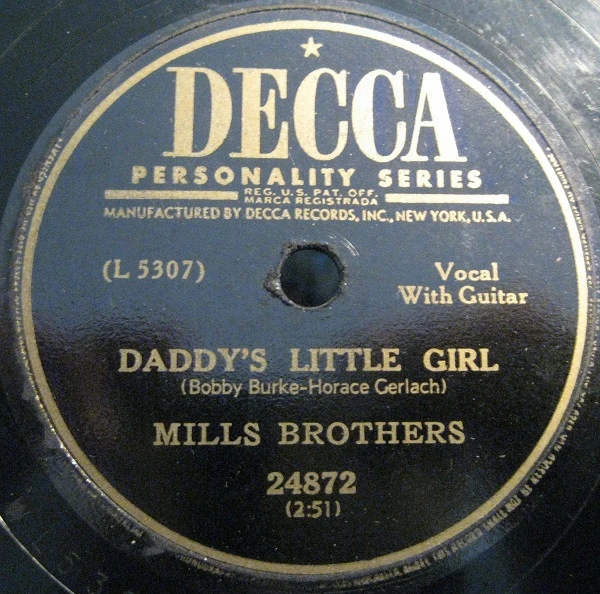 DECCA
PERSONALITY SERIES
REG. U.S. PAT. OFF.
MARCA REGISTRADA
MANUFACTURED BY DECCA RECORDS, INC., NEW YORK, U.S.A.
(L 5307)
Vocal
With Guitar
DADDY'S LITTLE GIRL
(Bobby Burke-Horace Gerlach)
MILLS BROTHERS
24872
(2:51)